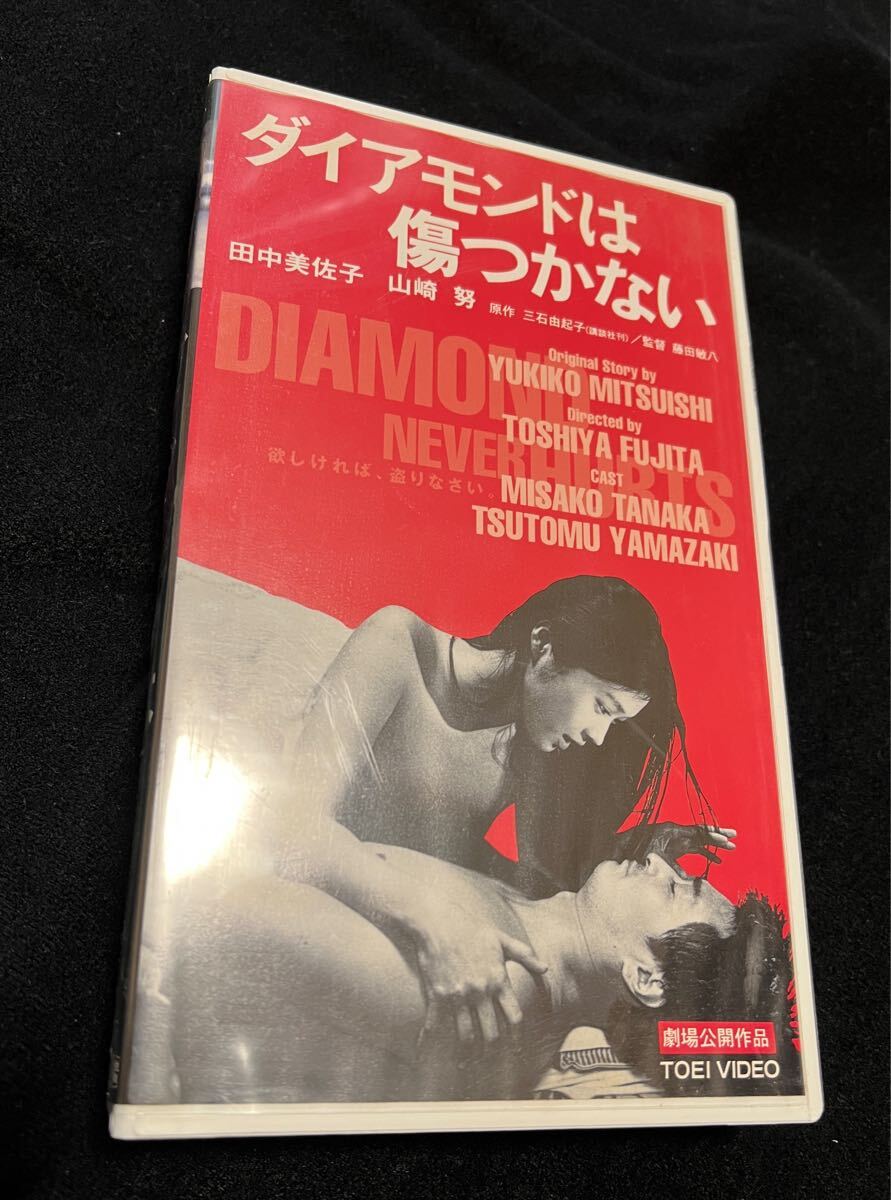 ダイアモンドは
傷つかない
田中美佐子 山崎 努 原作 三石由起子(講談社刊)/監督 藤田敏八
DIAMOND
Original Story by
YUKIKO MITSUISHI
Directed by
TOSHIYA FUJITA
NEVER HURTS
欲しければ、盗りなさい。
CAST
MISAKO TANAKA
TSUTOMU YAMAZAKI
劇場公開作品
TOEI VIDEO